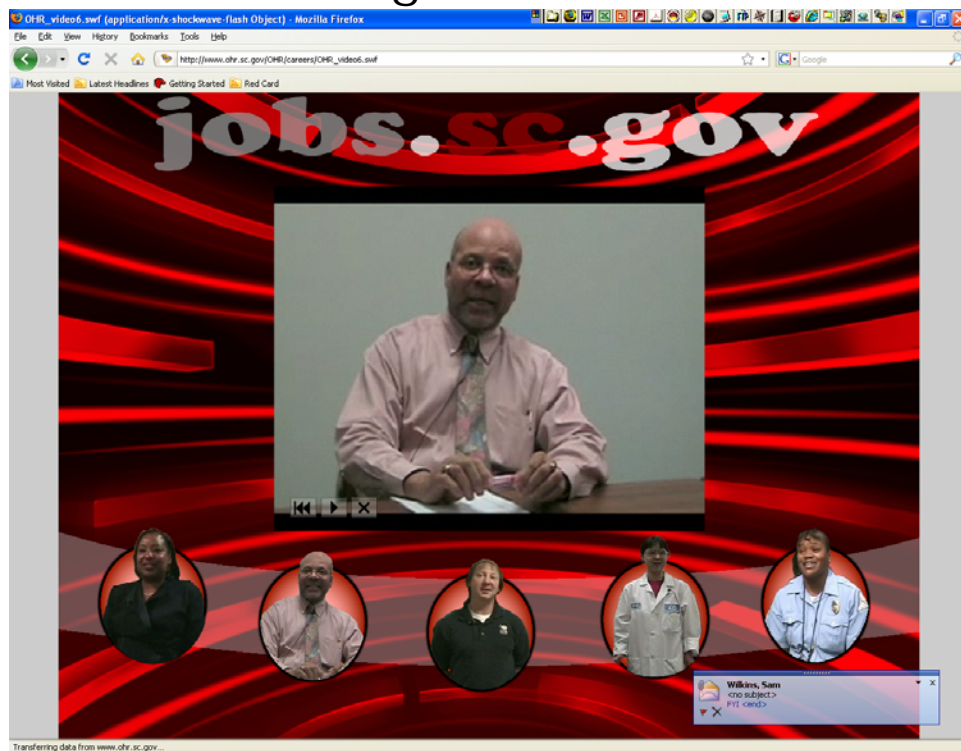 OHR_video6.swf (application/x-shockwave-flash Object) - Mozilla Firefox
File Edit View History Bookmarks Tools Help
http://www.ohr.sc.gov/OHR/careers/OHR_video6.swf
Google
Most Visited Latest Headlines Getting Started Red Card
jobs.sc.gov
Wilkins, Sam
<no subject>
FYI <end>
Transferring data from www.ohr.sc.gov...